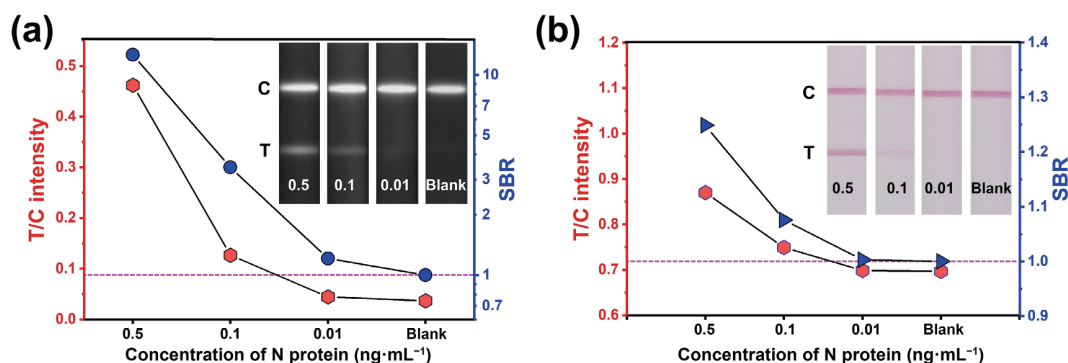 (a)
T/C intensity
0.5
0.4
0.3
0.2
0.1
0.0
C
T
0.5 0.1 0.01 Blank
10
7
5
3
2
1
0.7
SBR
0.5 0.1 0.01 Blank
Concentration of N protein (ng·mL⁻¹)
(b)
T/C intensity
1.2
1.1
1.0
0.9
0.8
0.7
0.6
C
T
0.5 0.1 0.01 Blank
1.4
1.3
1.2
1.1
1.0
0.9
SBR
0.5 0.1 0.01 Blank
Concentration of N protein (ng·mL⁻¹)